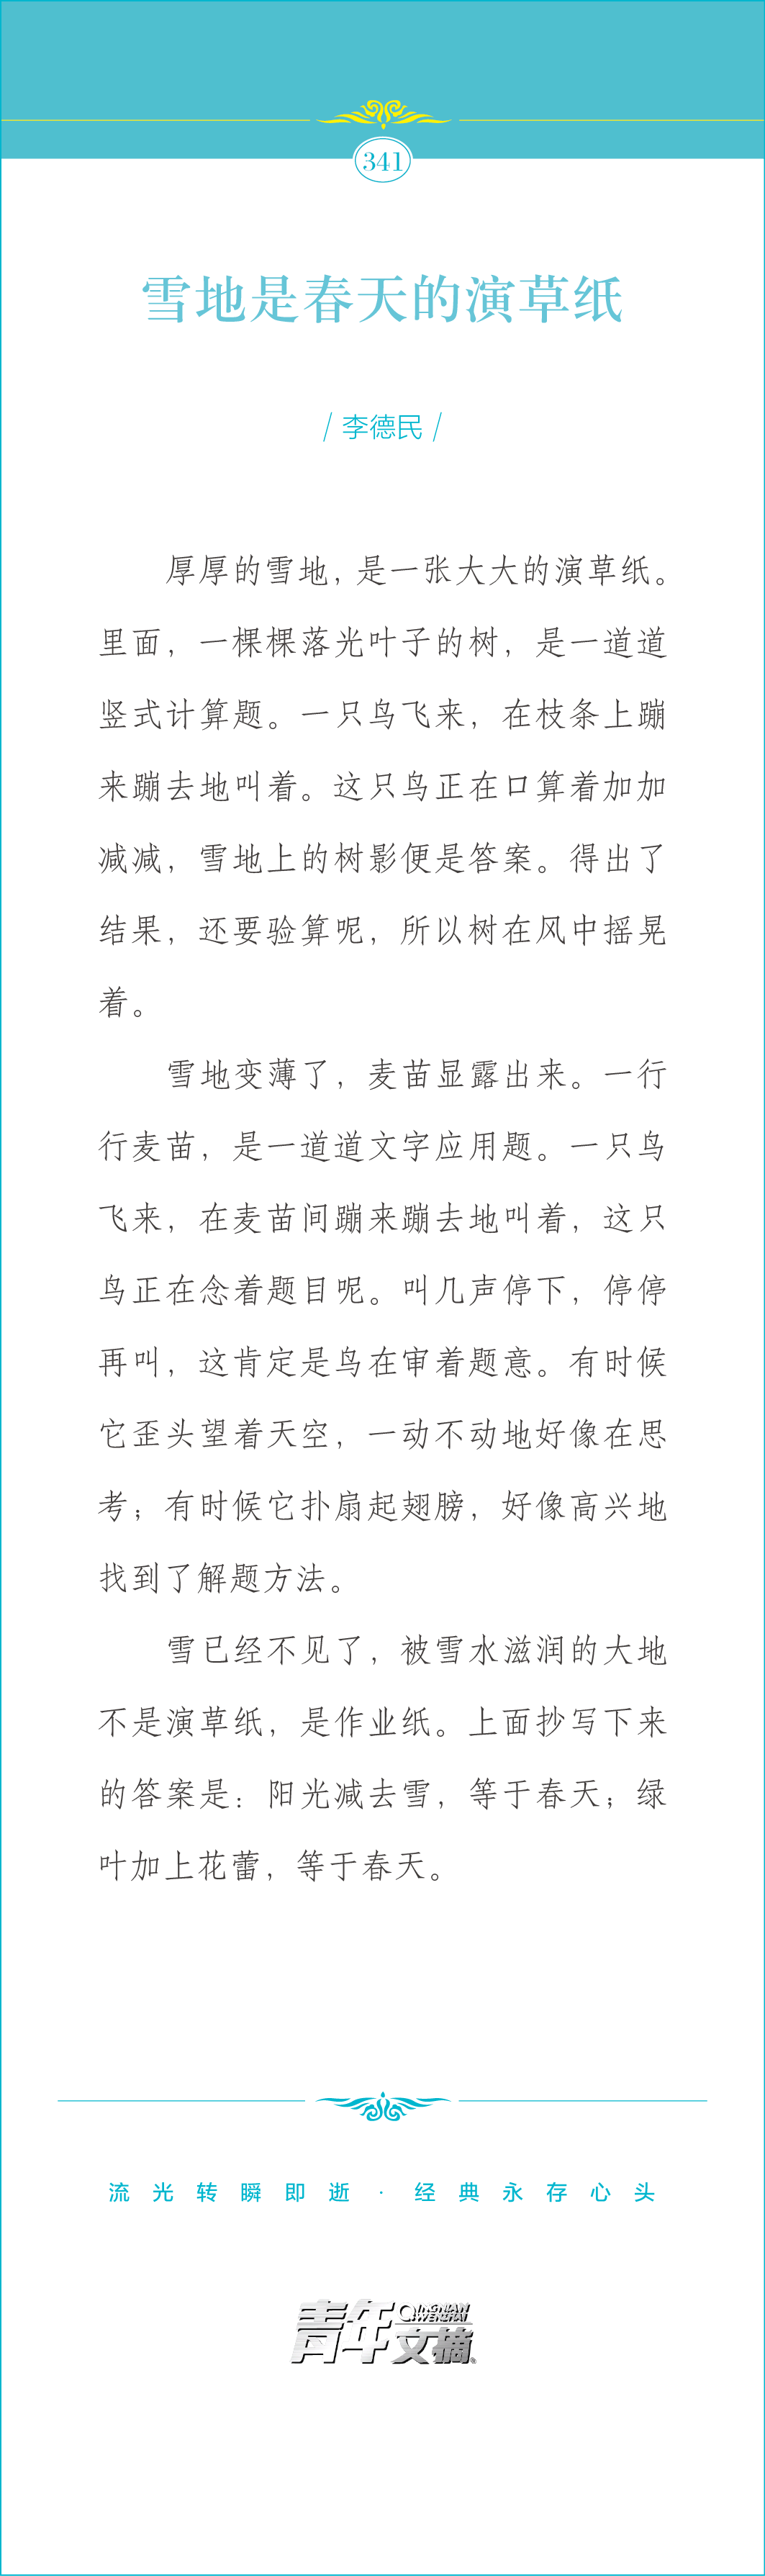 341
雪地是春天的演草纸
/ 李德民 /
厚厚的雪地，是一张大大的演草纸。
里面，一棵棵落光叶子的树，是一道道
竖式计算题。一只鸟飞来，在枝条上蹦
来蹦去地叫着。这只鸟正在口算着加加
减减，雪地上的树影便是答案。得出了
结果，还要验算呢，所以树在风中摇晃
着。
雪地变薄了，麦苗显露出来。一行
行麦苗，是一道道文字应用题。一只鸟
飞来，在麦苗间蹦来蹦去地叫着，这只
鸟正在念着题目呢。叫几声停下，停停
再叫，这肯定是鸟在审着题意。有时候
它歪头望着天空，一动不动地好像在思
考；有时候它扑扇起翅膀，好像高兴地
找到了解题方法。
雪已经不见了，被雪水滋润的大地
不是演草纸，是作业纸。上面抄写下来
的答案是：阳光减去雪，等于春天；绿
叶加上花蕾，等于春天。
流光转瞬即逝·经典永存心头
青年文摘
QINGNIAN
WENZHAI